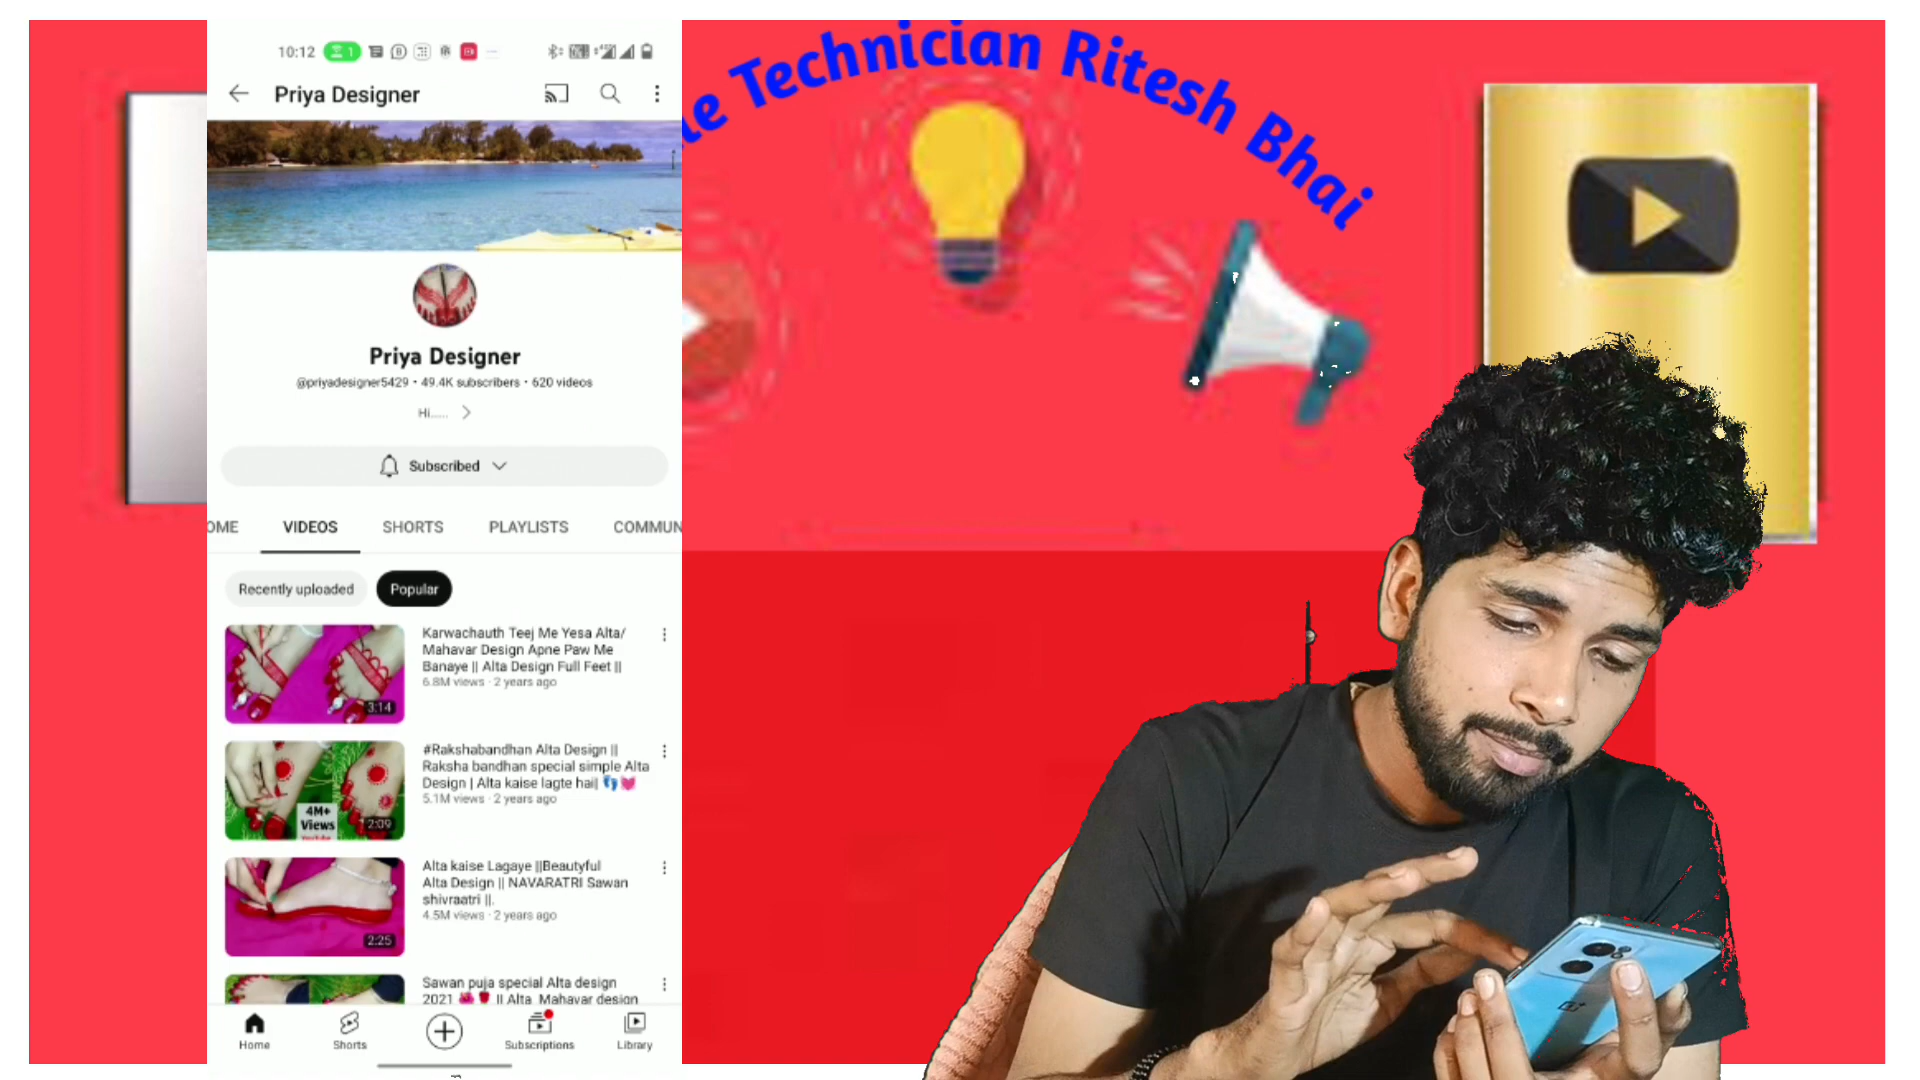 10:12
1
Priya Designer
Technician Ritesh Bhai
Priya Designer
@priyadesigner5429 • 49.4K subscribers • 620 videos
Hi.....
Subscribed
OME
VIDEOS
SHORTS
PLAYLISTS
COMMUN
Recently uploaded
Popular
Karwachauth Teej Me Yesa Alta/
Mahavar Design Apne Paw Me
Banaye || Alta Design Full Feet ||
6.8M views · 2 years ago
3:14
#Rakshabandhan Alta Design ||
Raksha bandhan special simple Alta
Design | Alta kaise lagte hai| 👣💓
5.1M views · 2 years ago
4M+
Views
2:09
Alta kaise Lagaye ||Beautyful
Alta Design || NAVARATRI Sawan
shivraatri ||.
4.5M views · 2 years ago
2:25
Sawan puja special Alta design
2021 🌺🌹 || Alta Mahavar design
Home
Shorts
Subscriptions
Library